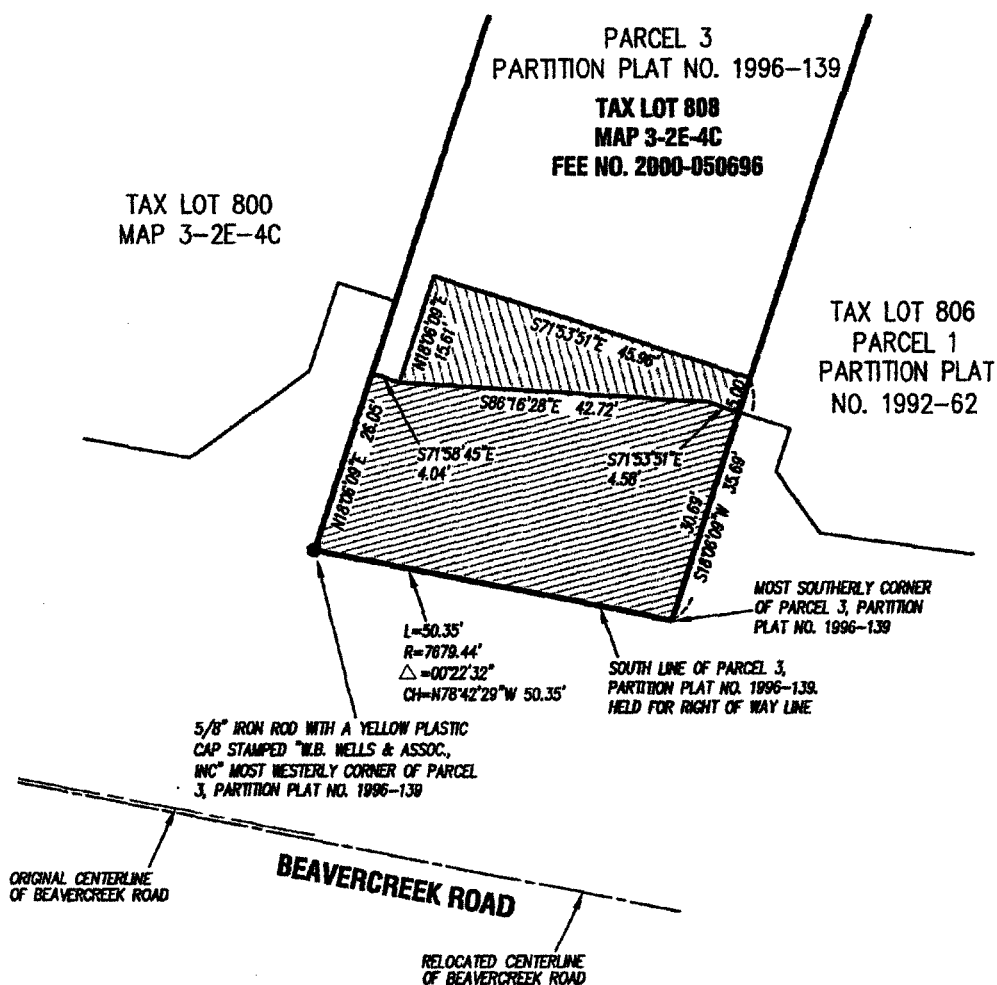 PARCEL 3
PARTITION PLAT NO. 1996-139
TAX LOT 808
MAP 3-2E-4C
FEE NO. 2000-050696
TAX LOT 800
MAP 3-2E-4C
TAX LOT 806
PARCEL 1
PARTITION PLAT
NO. 1992-62
N18°06'09"E
15.61'
S71°53'51"E 45.96'
5.00'
S86°16'28"E 42.72'
N18°06'09"E 26.05'
S71°58'45"E
4.04'
S71°53'51"E
4.58'
30.69'
S18°06'09"W 35.69'
MOST SOUTHERLY CORNER
OF PARCEL 3, PARTITION
PLAT NO. 1996-139
L=50.35'
R=7679.44'
△=00°22'32"
CH=N78°42'29"W 50.35'
SOUTH LINE OF PARCEL 3,
PARTITION PLAT NO. 1996-139.
HELD FOR RIGHT OF WAY LINE
5/8" IRON ROD WITH A YELLOW PLASTIC
CAP STAMPED "W.B. WELLS & ASSOC.,
INC" MOST WESTERLY CORNER OF PARCEL
3, PARTITION PLAT NO. 1996-139
ORIGINAL CENTERLINE
OF BEAVERCREEK ROAD
BEAVERCREEK ROAD
RELOCATED CENTERLINE
OF BEAVERCREEK ROAD